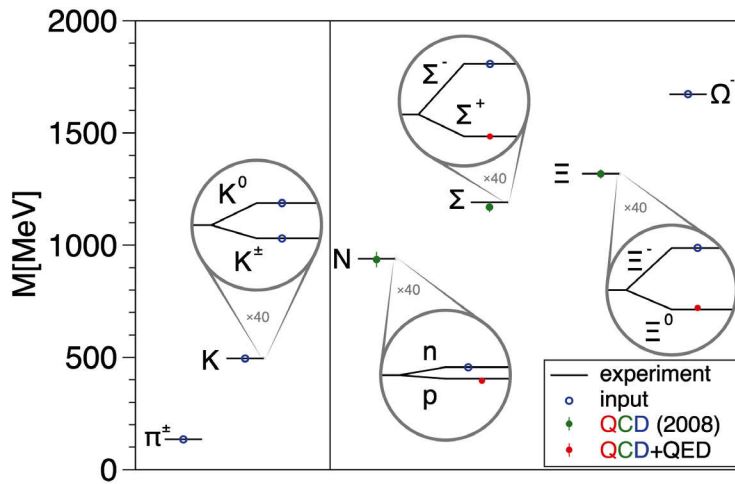 2000
1500
1000
500
0
M[MeV]
π±
K
×40
K⁰
K±
N
×40
n
p
Σ
×40
Σ⁻
Σ⁺
Ξ
×40
Ξ⁻
Ξ⁰
Ω⁻
experiment
input
QCD (2008)
QCD+QED